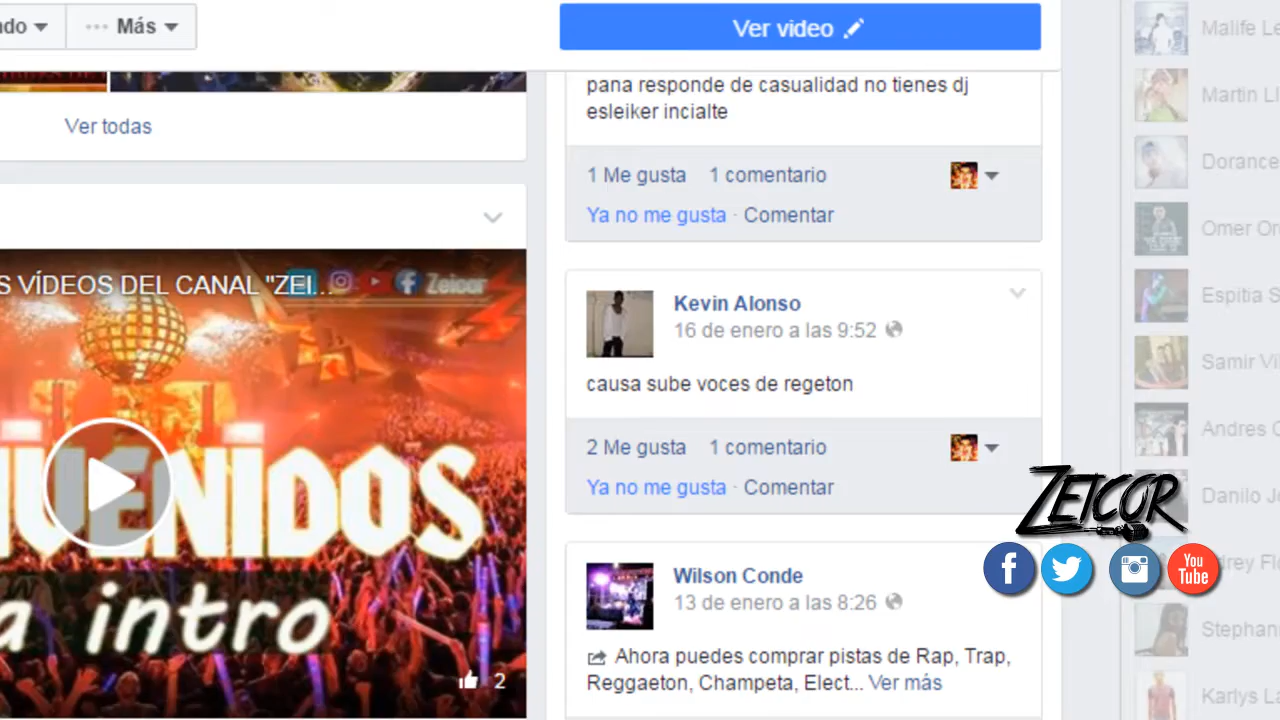 Más
Ver video
Ver todas
S VÍDEOS DEL CANAL "ZEI...
Zeicor
a intro
2
pana responde de casualidad no tienes dj
esleiker incialte
1 Me gusta 1 comentario
Ya no me gusta · Comentar
Kevin Alonso
16 de enero a las 9:52
causa sube voces de regeton
2 Me gusta 1 comentario
Ya no me gusta · Comentar
Wilson Conde
13 de enero a las 8:26
Ahora puedes comprar pistas de Rap, Trap,
Reggaeton, Champeta, Elect... Ver más
ZEICOR
You
Tube
Malife Le
Martin Ll
Dorance
Omer Or
Espitia S
Samir Vi
Andres C
Danilo Jo
drey Flo
Stephan
Karlys La